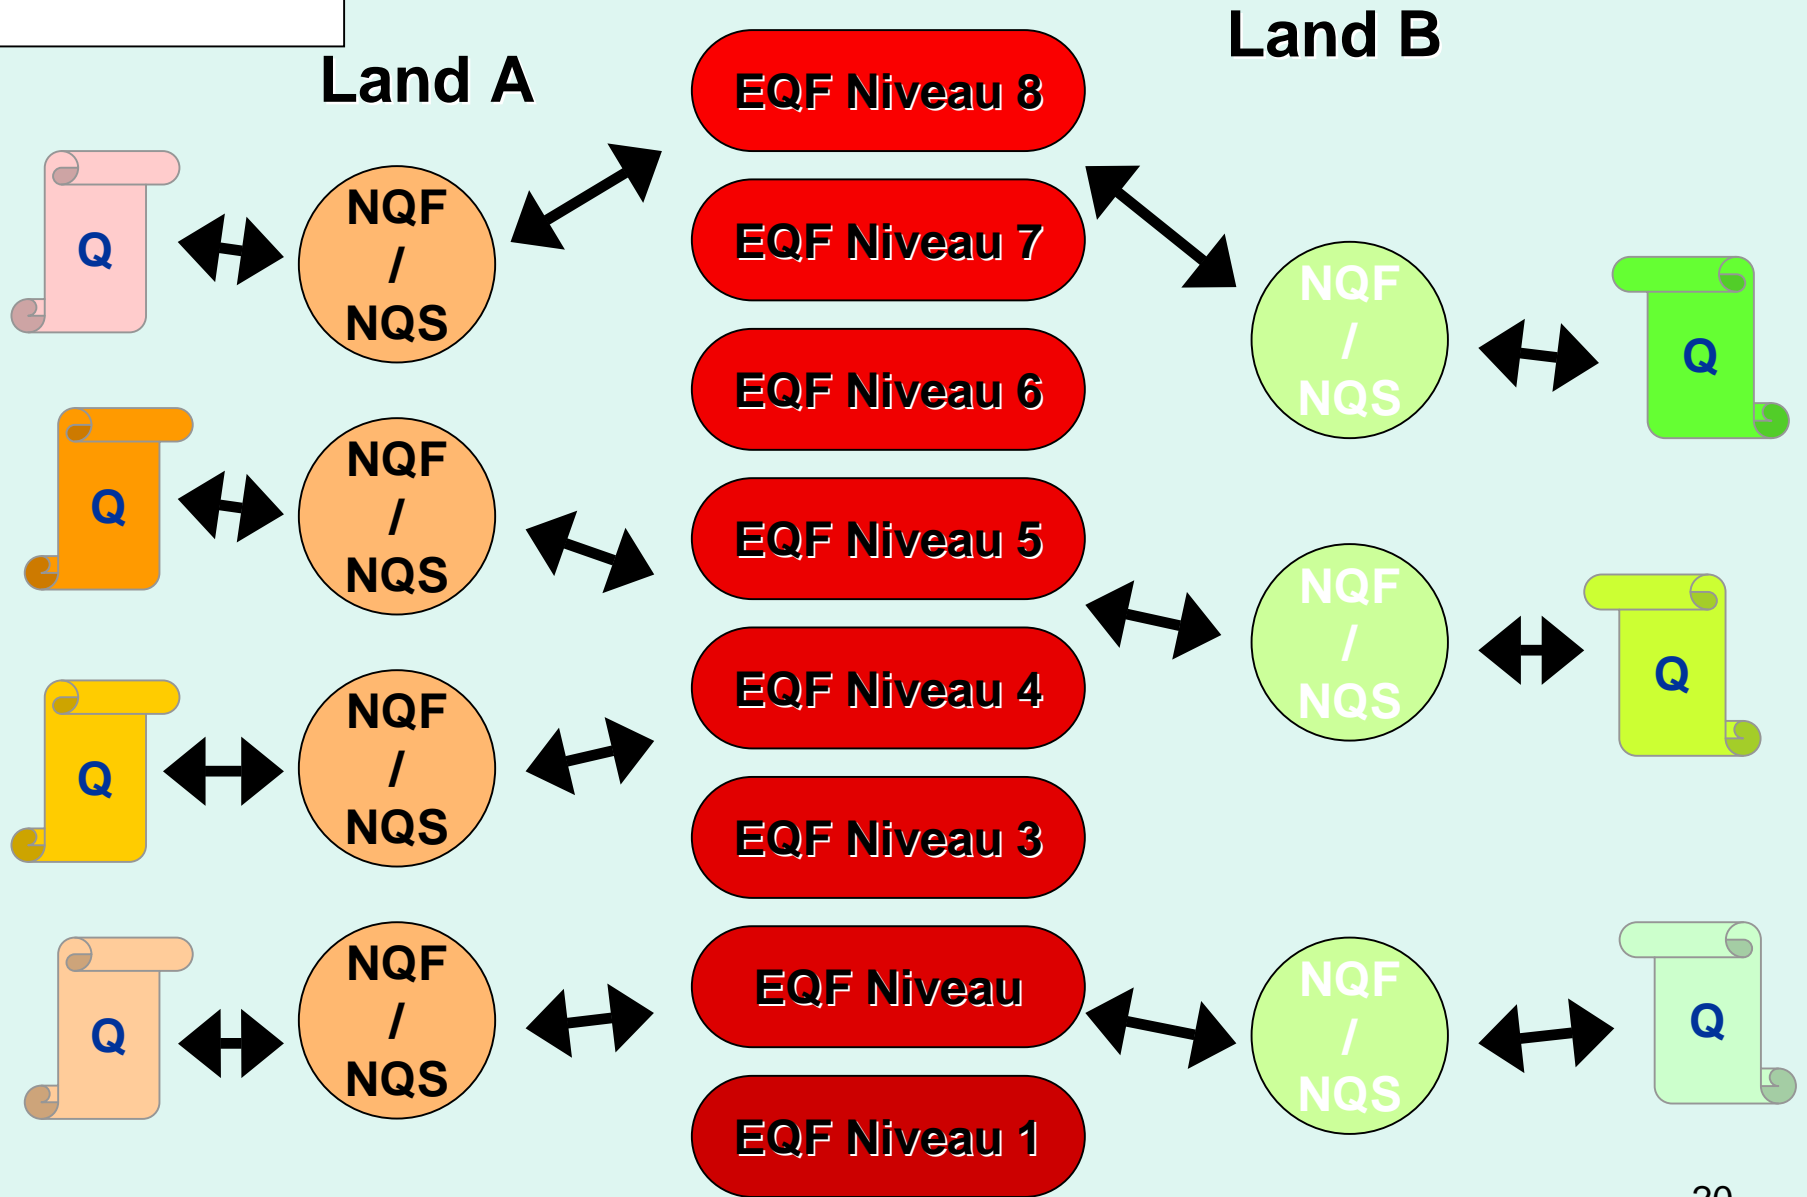 Land A
Land B
EQF Niveau 8
EQF Niveau 7
EQF Niveau 6
EQF Niveau 5
EQF Niveau 4
EQF Niveau 3
EQF Niveau
EQF Niveau 1
Q
NQF
/
NQS
Q
NQF
/
NQS
Q
NQF
/
NQS
Q
NQF
/
NQS
NQF
/
NQS
Q
NQF
/
NQS
Q
NQF
/
NQS
Q